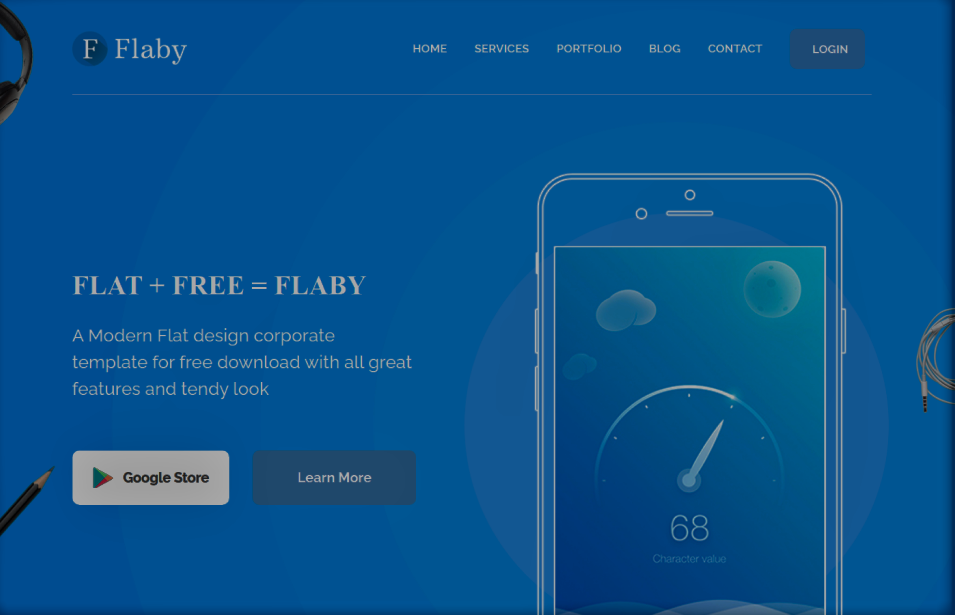 F Flaby
HOME SERVICES PORTFOLIO BLOG CONTACT LOGIN
FLAT + FREE = FLABY
A Modern Flat design corporate
template for free download with all great
features and tendy look
Google Store Learn More
68
Character value